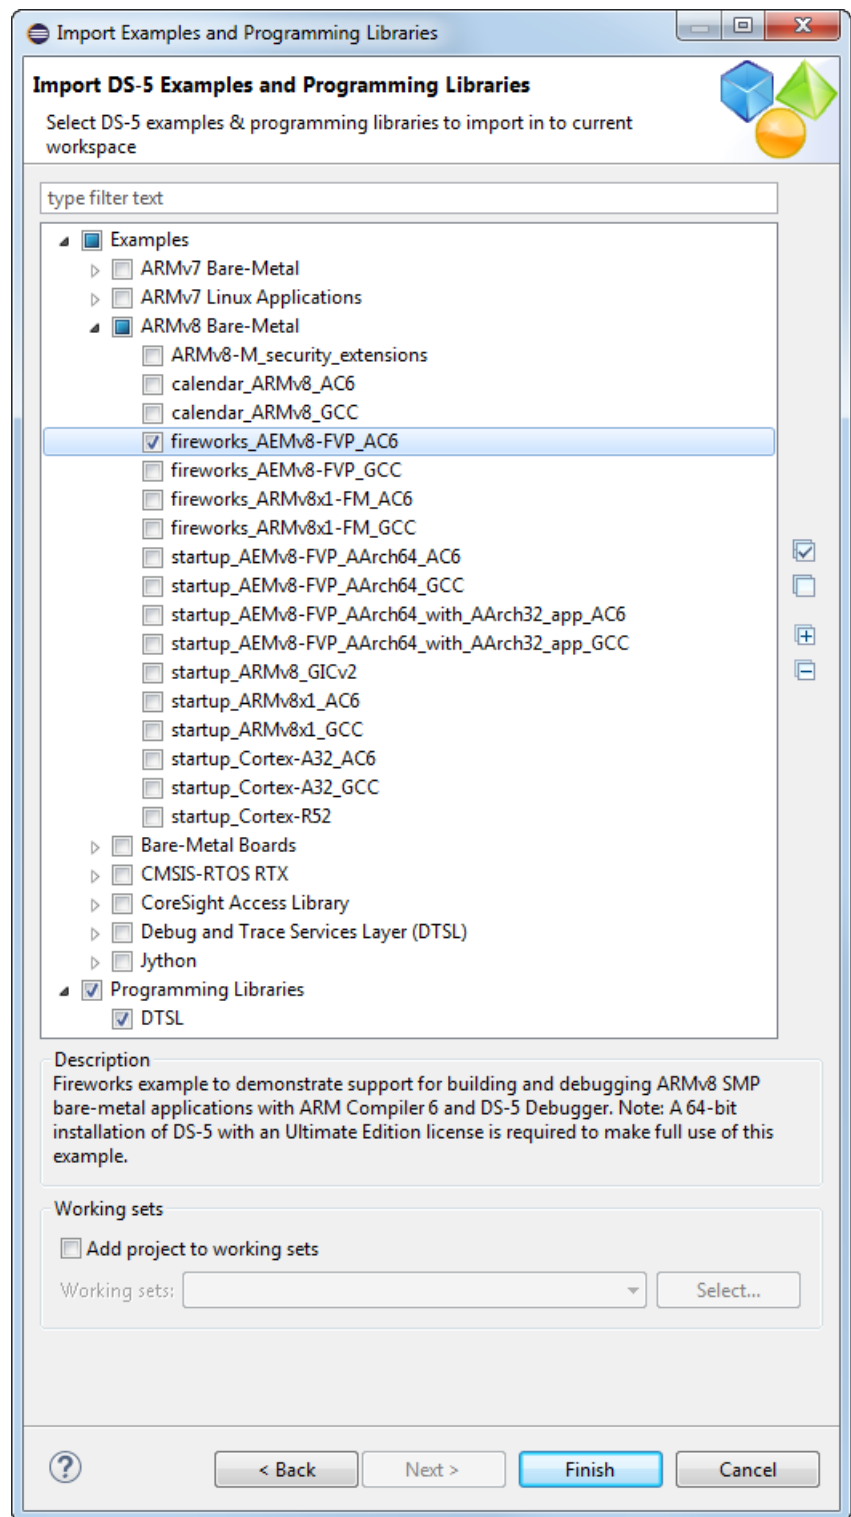 Import Examples and Programming Libraries
Import DS-5 Examples and Programming Libraries
Select DS-5 examples & programming libraries to import in to current
workspace
type filter text
Examples
ARMv7 Bare-Metal
ARMv7 Linux Applications
ARMv8 Bare-Metal
ARMv8-M_security_extensions
calendar_ARMv8_AC6
calendar_ARMv8_GCC
fireworks_AEMv8-FVP_AC6
fireworks_AEMv8-FVP_GCC
fireworks_ARMv8x1-FM_AC6
fireworks_ARMv8x1-FM_GCC
startup_AEMv8-FVP_AArch64_AC6
startup_AEMv8-FVP_AArch64_GCC
startup_AEMv8-FVP_AArch64_with_AArch32_app_AC6
startup_AEMv8-FVP_AArch64_with_AArch32_app_GCC
startup_ARMv8_GICv2
startup_ARMv8x1_AC6
startup_ARMv8x1_GCC
startup_Cortex-A32_AC6
startup_Cortex-A32_GCC
startup_Cortex-R52
Bare-Metal Boards
CMSIS-RTOS RTX
CoreSight Access Library
Debug and Trace Services Layer (DTSL)
Jython
Programming Libraries
DTSL
Description
Fireworks example to demonstrate support for building and debugging ARMv8 SMP
bare-metal applications with ARM Compiler 6 and DS-5 Debugger. Note: A 64-bit
installation of DS-5 with an Ultimate Edition license is required to make full use of this
example.
Working sets
Add project to working sets
Working sets: Select...
? < Back Next > Finish Cancel